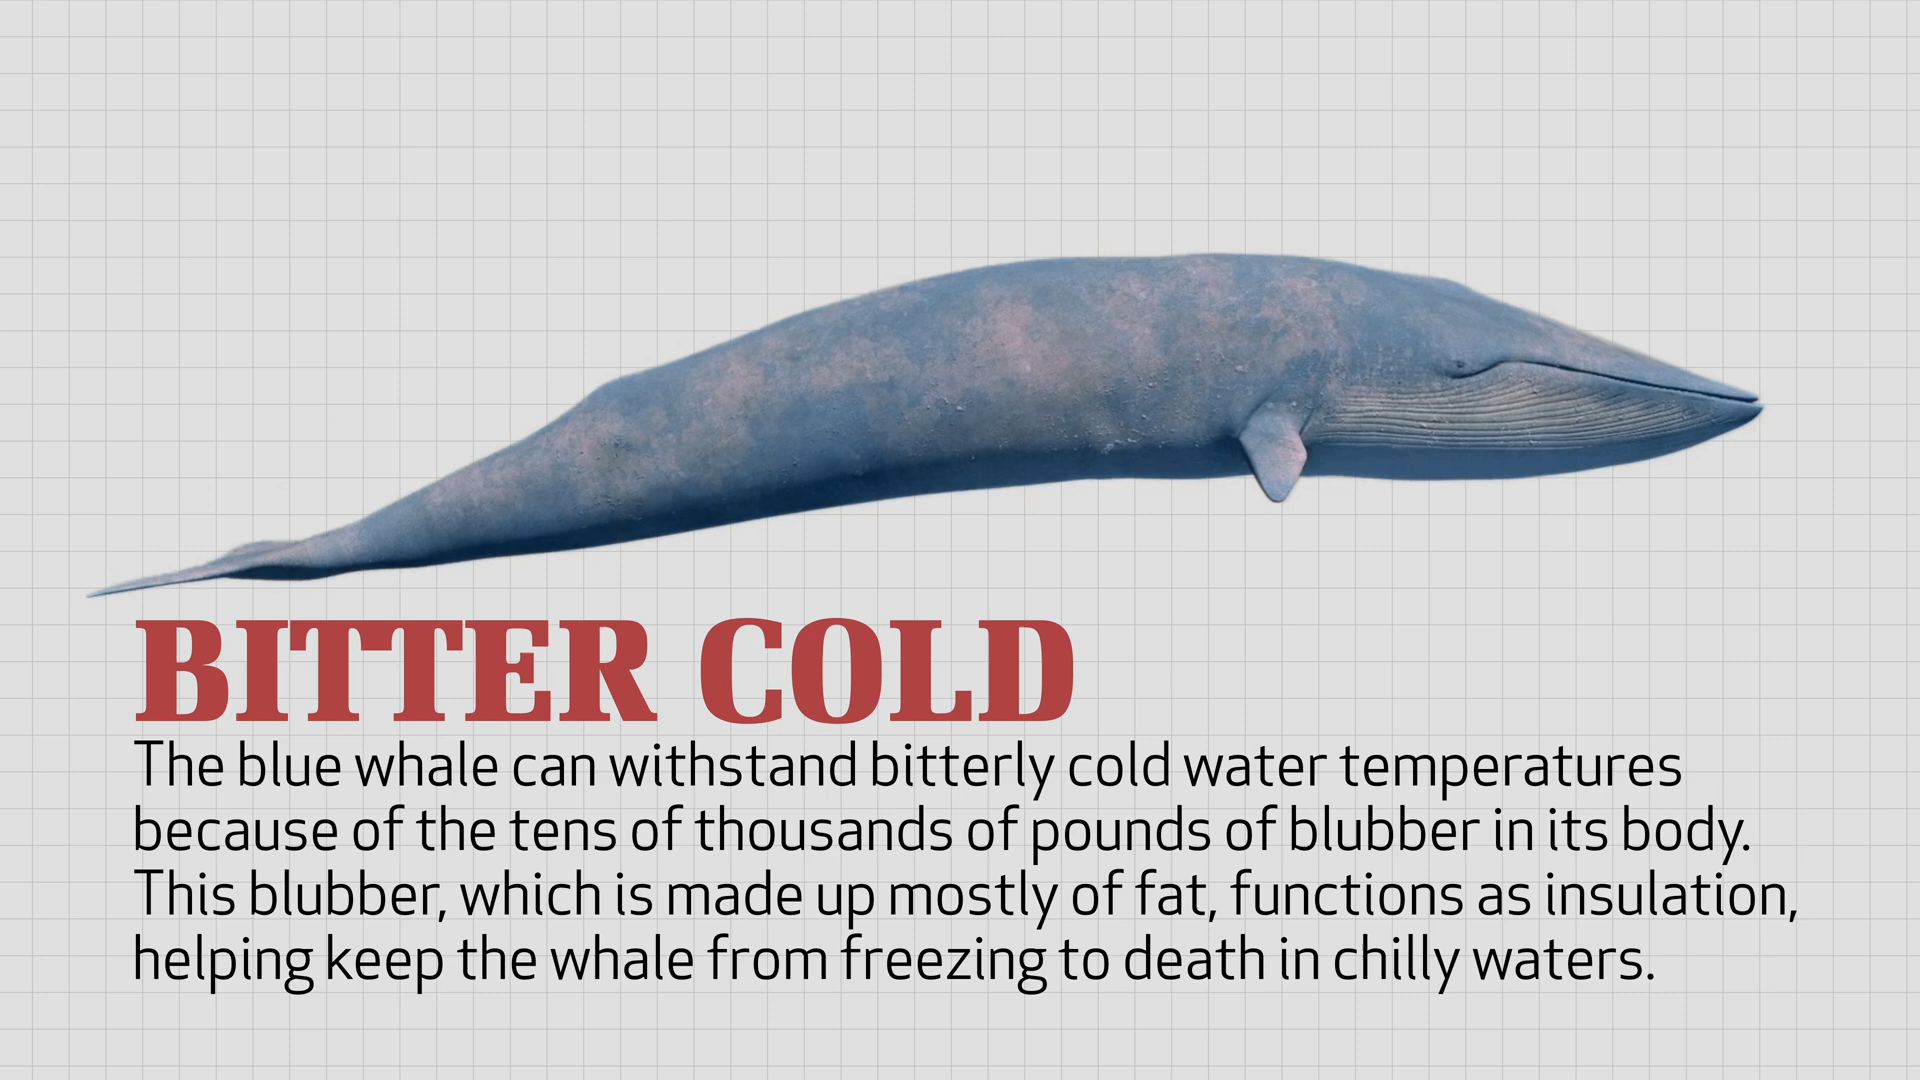 BITTER COLD
The blue whale can withstand bitterly cold water temperatures
because of the tens of thousands of pounds of blubber in its body.
This blubber, which is made up mostly of fat, functions as insulation,
helping keep the whale from freezing to death in chilly waters.